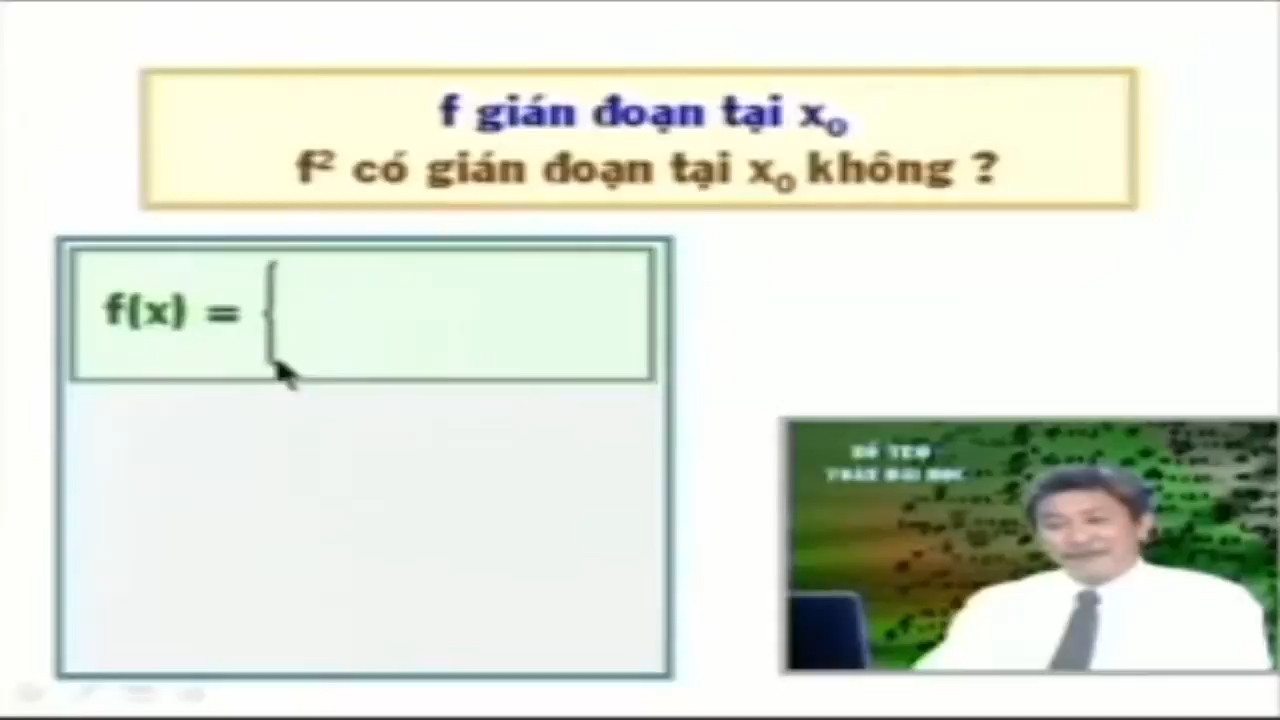 f gián đoạn tại x₀
f² có gián đoạn tại x₀ không ?
f(x) = {